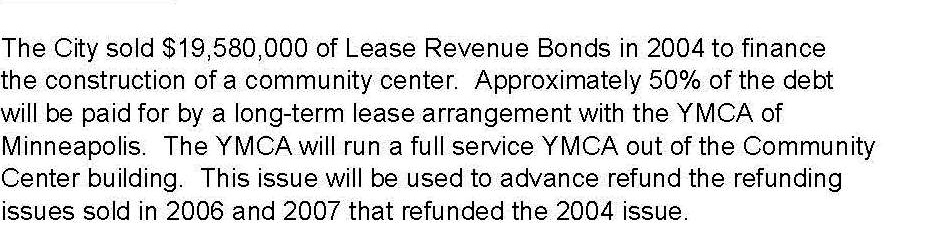 The City sold $19,580,000 of Lease Revenue Bonds in 2004 to finance
the construction of a community center.  Approximately 50% of the debt
will be paid for by a long-term lease arrangement with the YMCA of
Minneapolis.  The YMCA will run a full service YMCA out of the Community
Center building.  This issue will be used to advance refund the refunding
issues sold in 2006 and 2007 that refunded the 2004 issue.